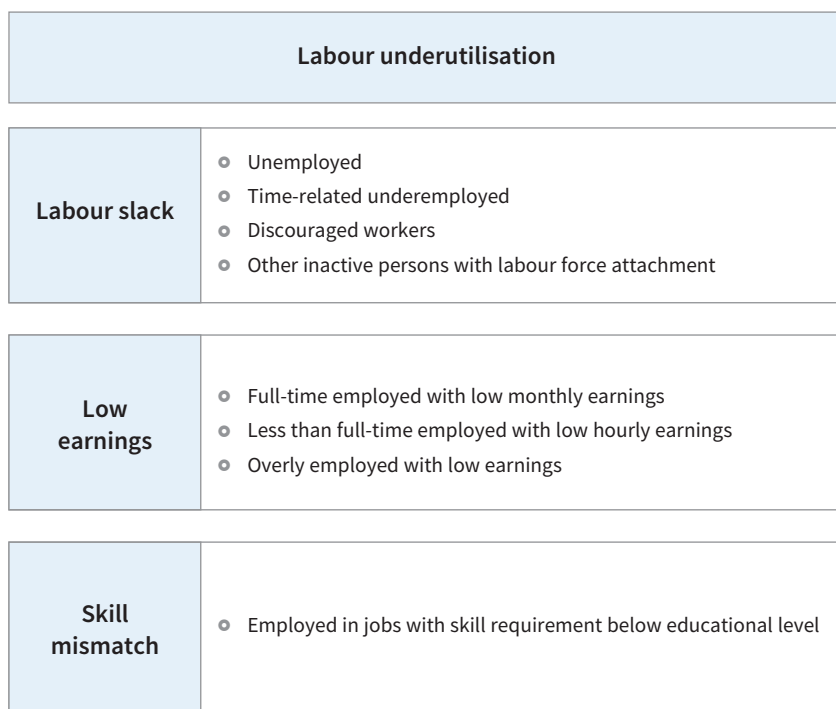 Labour underutilisation
Labour slack
Unemployed
Time-related underemployed
Discouraged workers
Other inactive persons with labour force attachment
Low
earnings
Full-time employed with low monthly earnings
Less than full-time employed with low hourly earnings
Overly employed with low earnings
Skill
mismatch
Employed in jobs with skill requirement below educational level